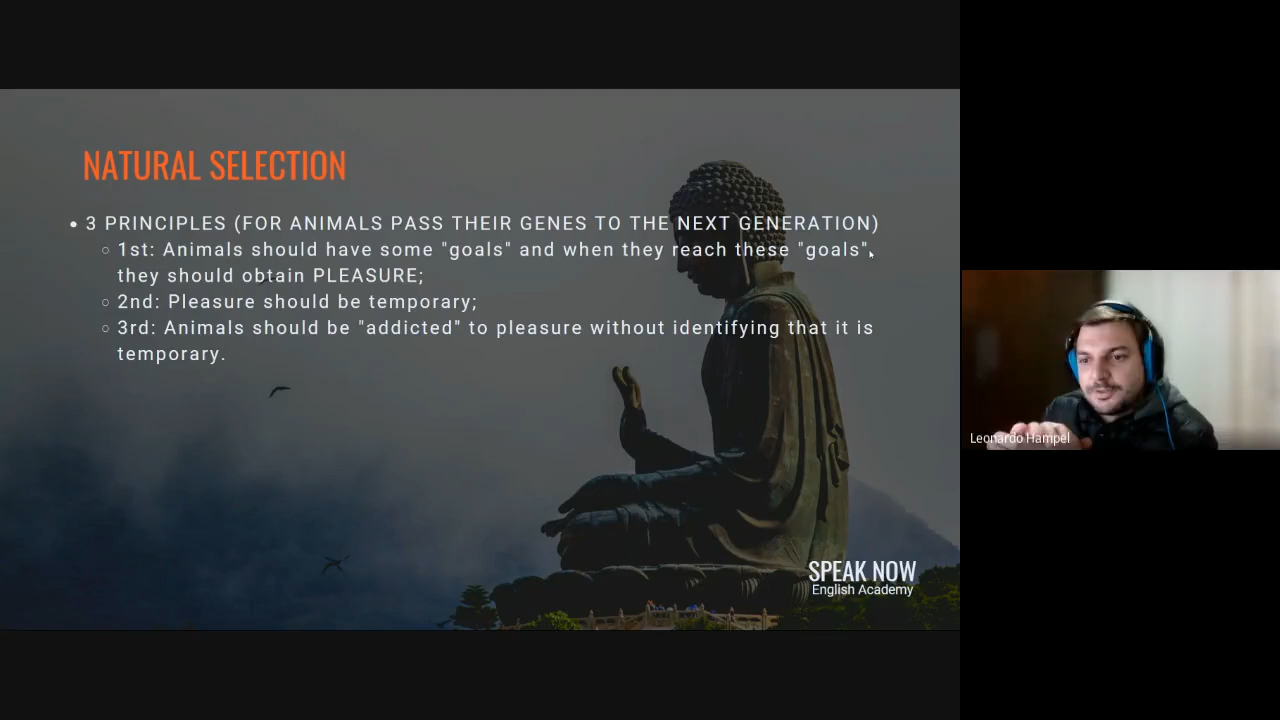 NATURAL SELECTION
• 3 PRINCIPLES (FOR ANIMALS PASS THEIR GENES TO THE NEXT GENERATION)
○ 1st: Animals should have some "goals" and when they reach these "goals",
they should obtain PLEASURE;
○ 2nd: Pleasure should be temporary;
○ 3rd: Animals should be "addicted" to pleasure without identifying that it is
temporary.
Leonardo Hampel
SPEAK NOW
English Academy